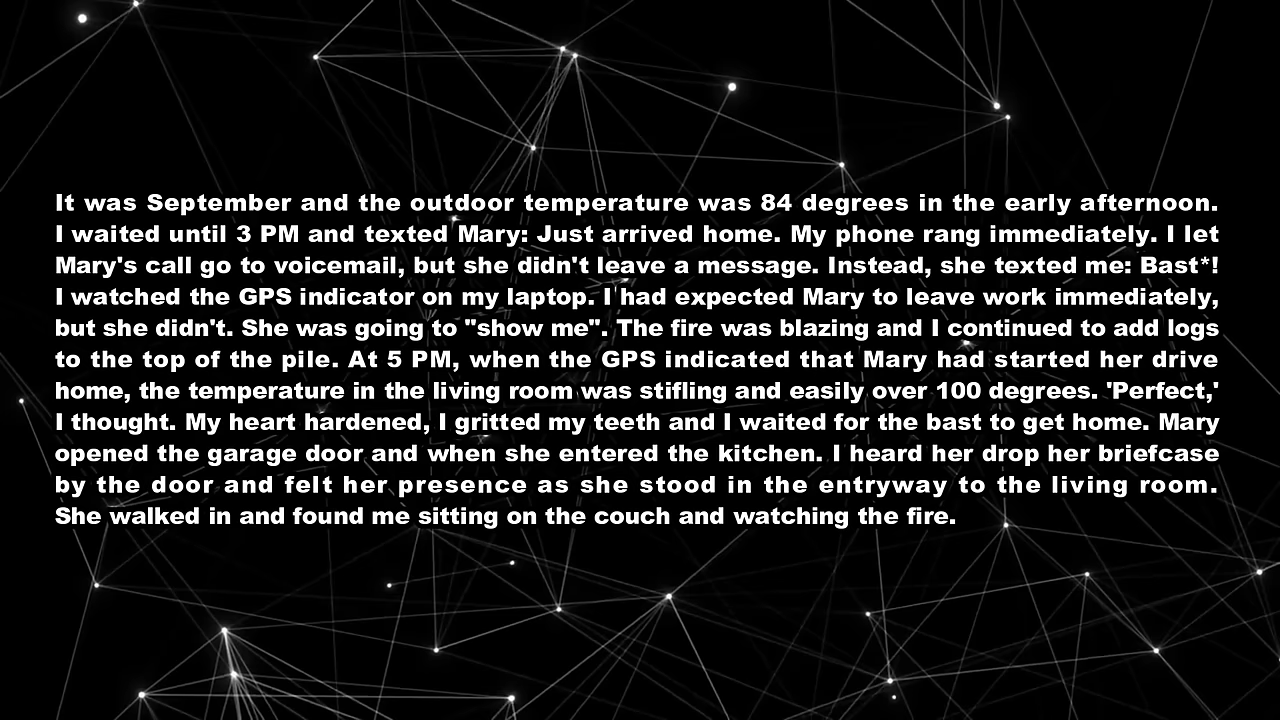 It was September and the outdoor temperature was 84 degrees in the early afternoon.
I waited until 3 PM and texted Mary: Just arrived home. My phone rang immediately. I let
Mary's call go to voicemail, but she didn't leave a message. Instead, she texted me: Bast*!
I watched the GPS indicator on my laptop. I had expected Mary to leave work immediately,
but she didn't. She was going to "show me". The fire was blazing and I continued to add logs
to the top of the pile. At 5 PM, when the GPS indicated that Mary had started her drive
home, the temperature in the living room was stifling and easily over 100 degrees. 'Perfect,'
I thought. My heart hardened, I gritted my teeth and I waited for the bast to get home. Mary
opened the garage door and when she entered the kitchen. I heard her drop her briefcase
by the door and felt her presence as she stood in the entryway to the living room.
She walked in and found me sitting on the couch and watching the fire.